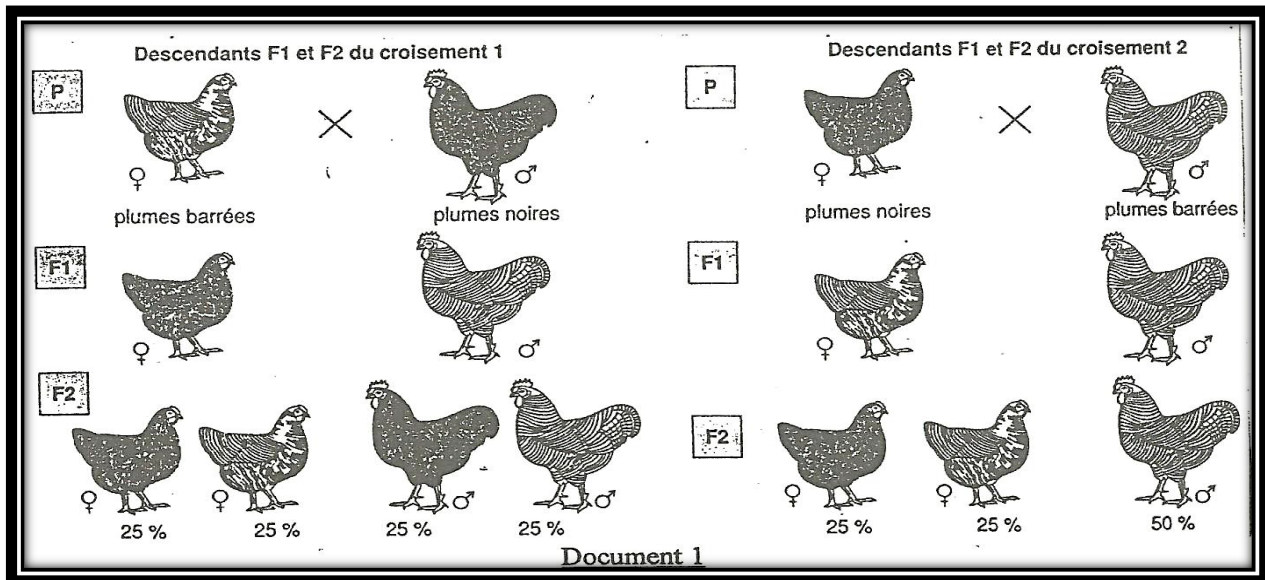 Descendants F1 et F2 du croisement 1
P
×
♀
♂
plumes barrées
plumes noires
F1
♀
♂
F2
♀
♀
♂
♂
25 %
25 %
25 %
25 %
Descendants F1 et F2 du croisement 2
P
×
♀
♂
plumes noires
plumes barrées
F1
♀
♂
F2
♀
♀
♂
25 %
25 %
50 %
Document 1